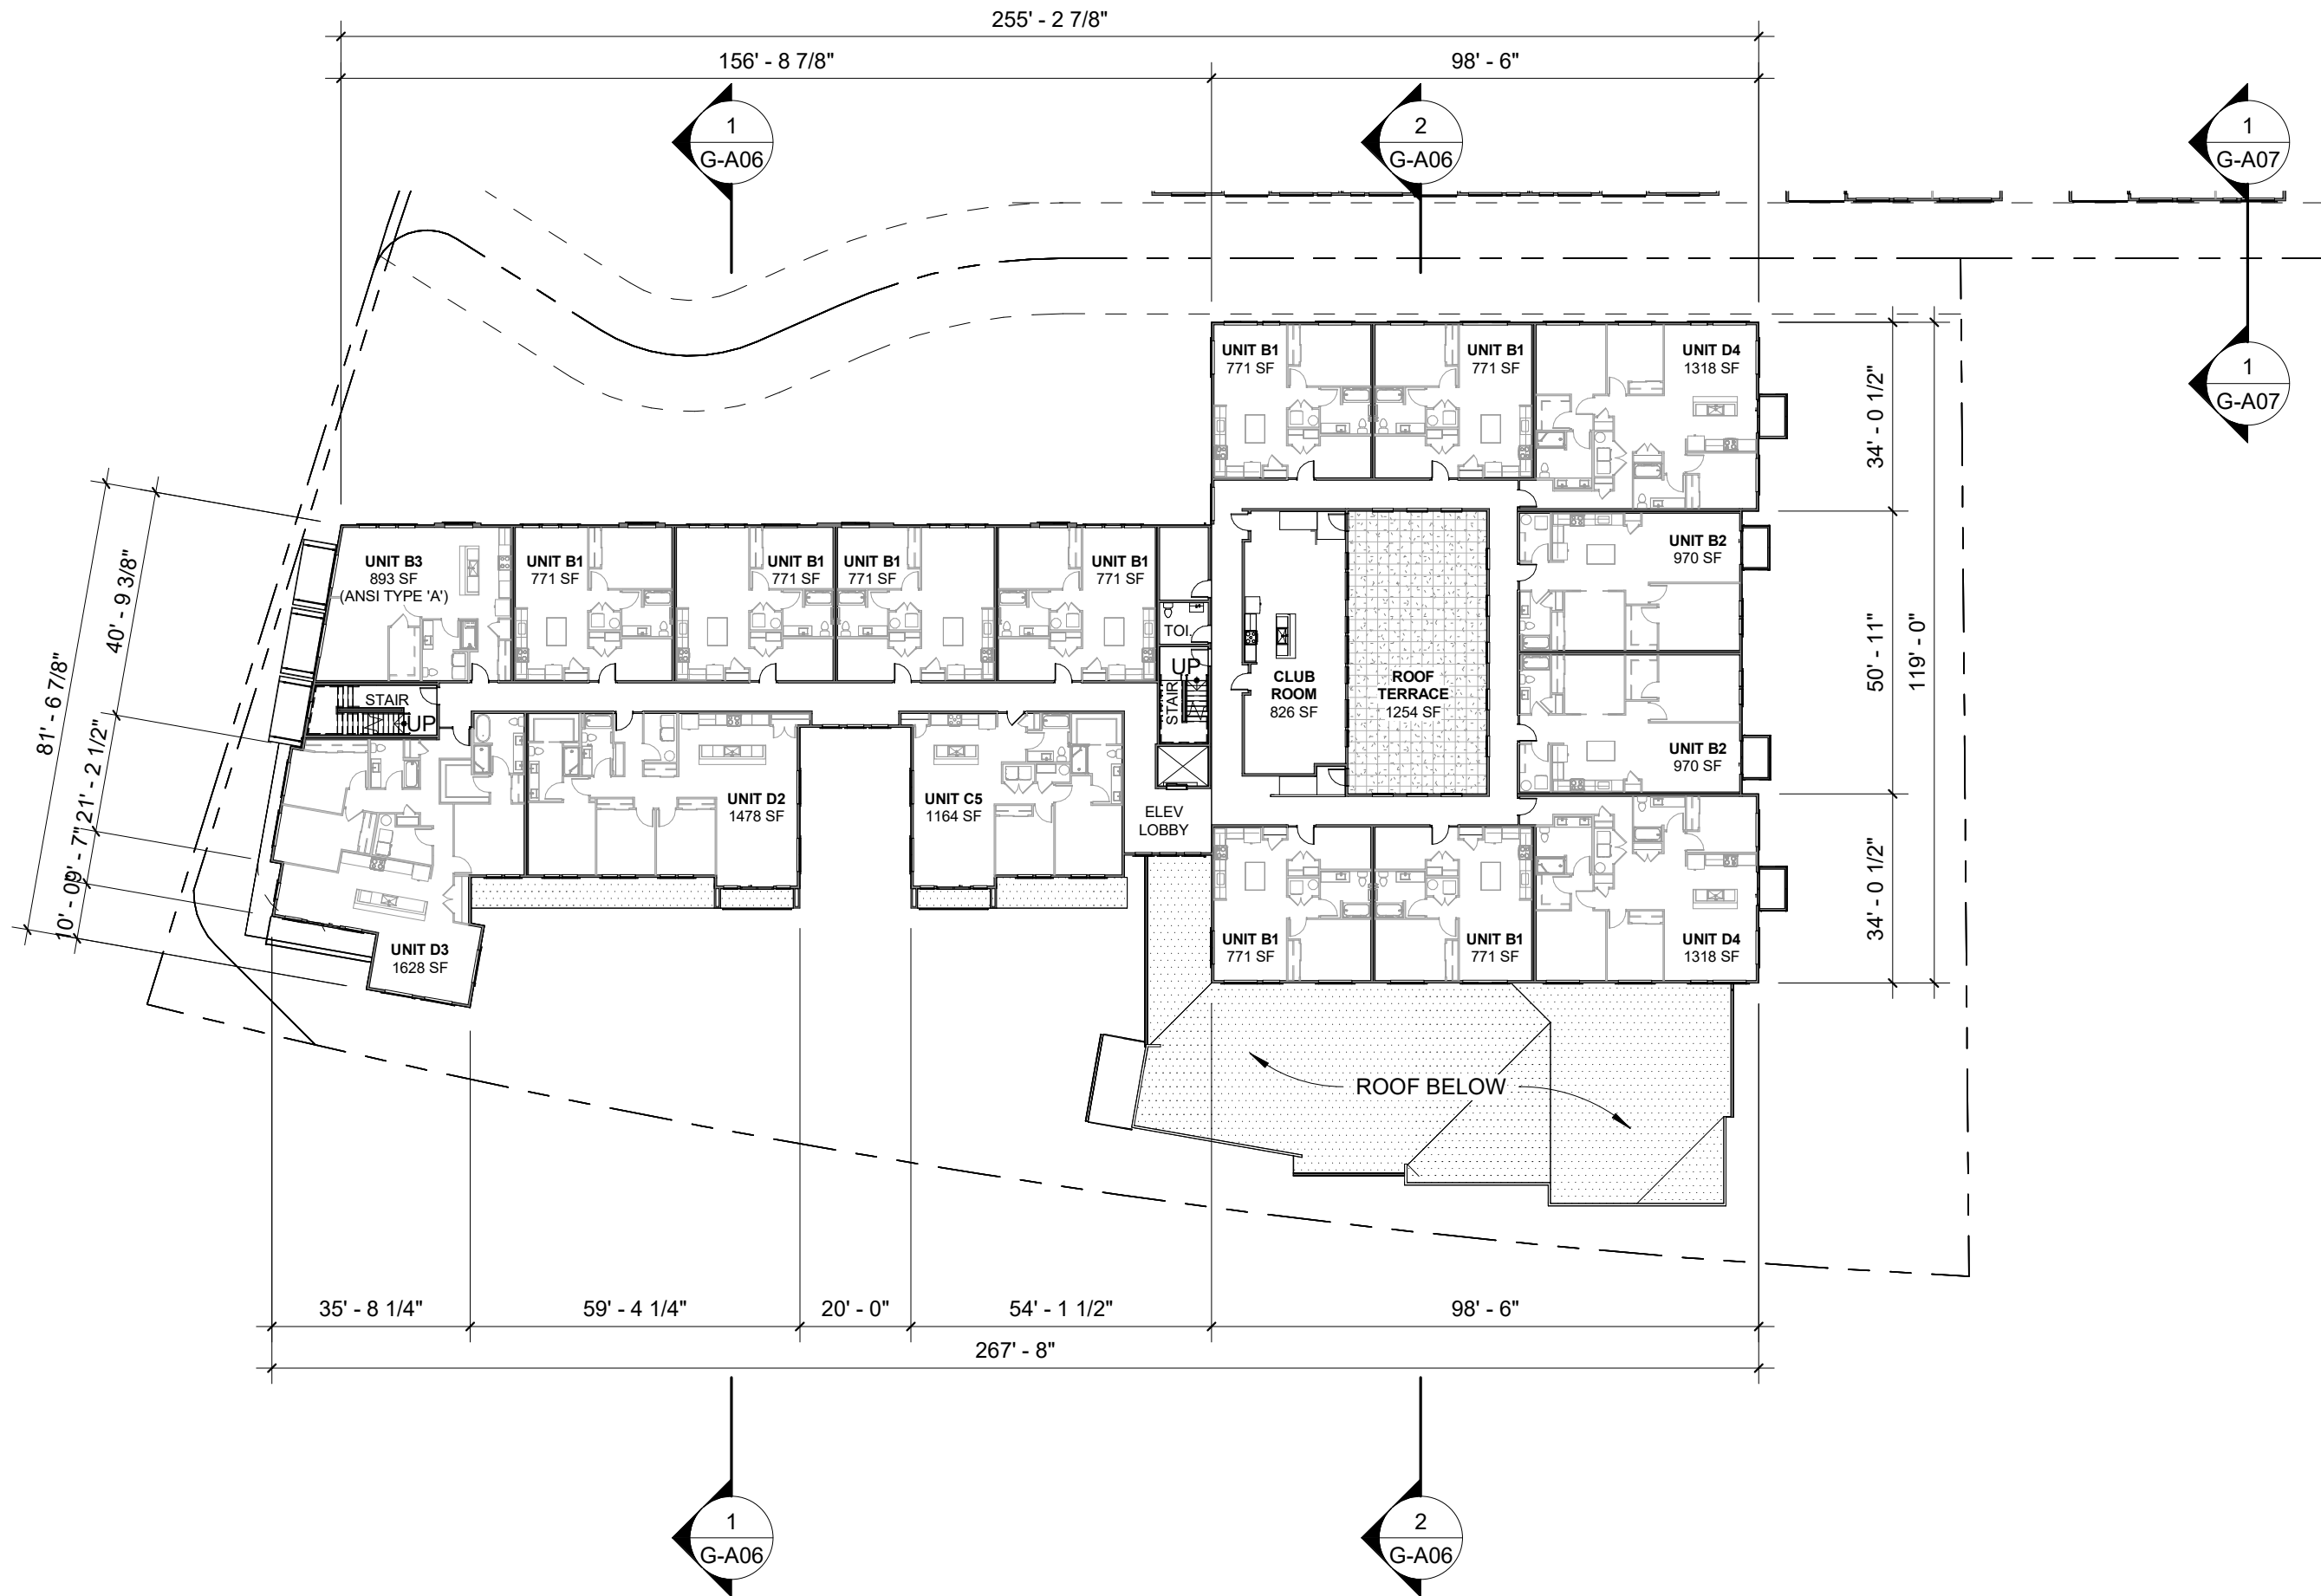 255' - 2 7/8"
156' - 8 7/8"
98' - 6"
1
G-A06
2
G-A06
1
G-A07
1
G-A07
UNIT B1
771 SF
UNIT B1
771 SF
UNIT D4
1318 SF
34' - 0 1/2"
UNIT B3
893 SF
(ANSI TYPE 'A')
UNIT B1
771 SF
UNIT B1
771 SF
UNIT B1
771 SF
UNIT B1
771 SF
UNIT B2
970 SF
40' - 9 3/8"
81' - 6 7/8"
21' - 2 1/2"
9' - 7"
10' - 0"
TOI.
UP
STAIR
STAIR
UP
CLUB
ROOM
826 SF
ROOF
TERRACE
1254 SF
50' - 11"
119' - 0"
UNIT B2
970 SF
UNIT D2
1478 SF
UNIT C5
1164 SF
ELEV
LOBBY
UNIT D3
1628 SF
UNIT B1
771 SF
UNIT B1
771 SF
UNIT D4
1318 SF
34' - 0 1/2"
ROOF BELOW
35' - 8 1/4"
59' - 4 1/4"
20' - 0"
54' - 1 1/2"
98' - 6"
267' - 8"
1
G-A06
2
G-A06